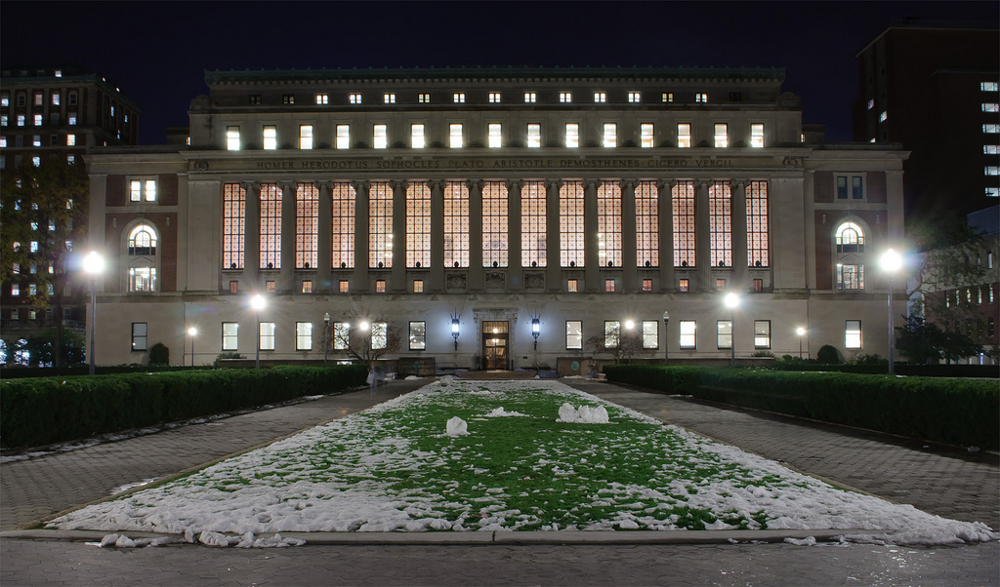 HOMER HERODOTUS SOPHOCLES PLATO ARISTOTLE DEMOSTHENES CICERO VERGIL